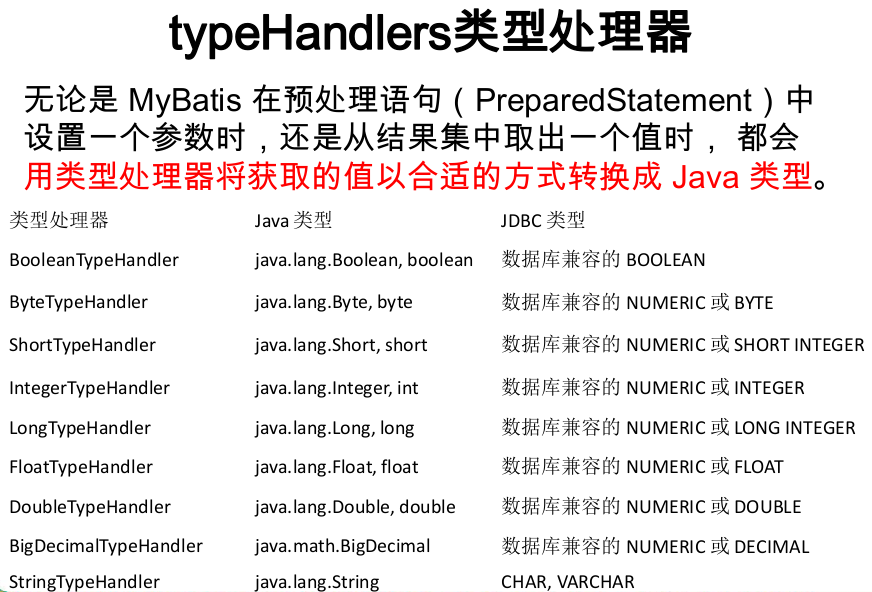 typeHandlers类型处理器
无论是 MyBatis 在预处理语句（PreparedStatement）中
设置一个参数时，还是从结果集中取出一个值时， 都会
用类型处理器将获取的值以合适的方式转换成 Java 类型。
类型处理器 Java 类型 JDBC 类型
BooleanTypeHandler java.lang.Boolean, boolean 数据库兼容的 BOOLEAN
ByteTypeHandler java.lang.Byte, byte 数据库兼容的 NUMERIC 或 BYTE
ShortTypeHandler java.lang.Short, short 数据库兼容的 NUMERIC 或 SHORT INTEGER
IntegerTypeHandler java.lang.Integer, int 数据库兼容的 NUMERIC 或 INTEGER
LongTypeHandler java.lang.Long, long 数据库兼容的 NUMERIC 或 LONG INTEGER
FloatTypeHandler java.lang.Float, float 数据库兼容的 NUMERIC 或 FLOAT
DoubleTypeHandler java.lang.Double, double 数据库兼容的 NUMERIC 或 DOUBLE
BigDecimalTypeHandler java.math.BigDecimal 数据库兼容的 NUMERIC 或 DECIMAL
StringTypeHandler java.lang.String CHAR, VARCHAR